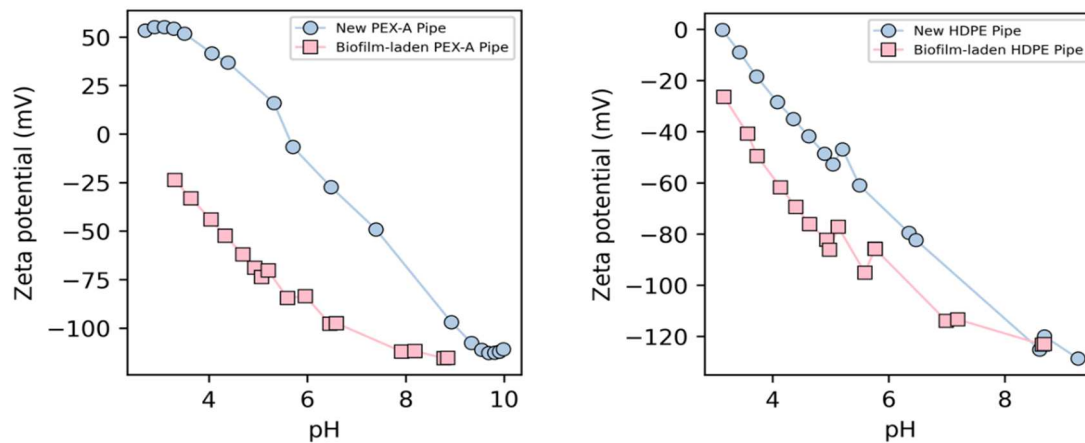 New PEX-A Pipe
Biofilm-laden PEX-A Pipe
50
25
0
−25
−50
−75
−100
Zeta potential (mV)
4
6
8
10
pH
New HDPE Pipe
Biofilm-laden HDPE Pipe
0
−20
−40
−60
−80
−100
−120
Zeta potential (mV)
4
6
8
pH